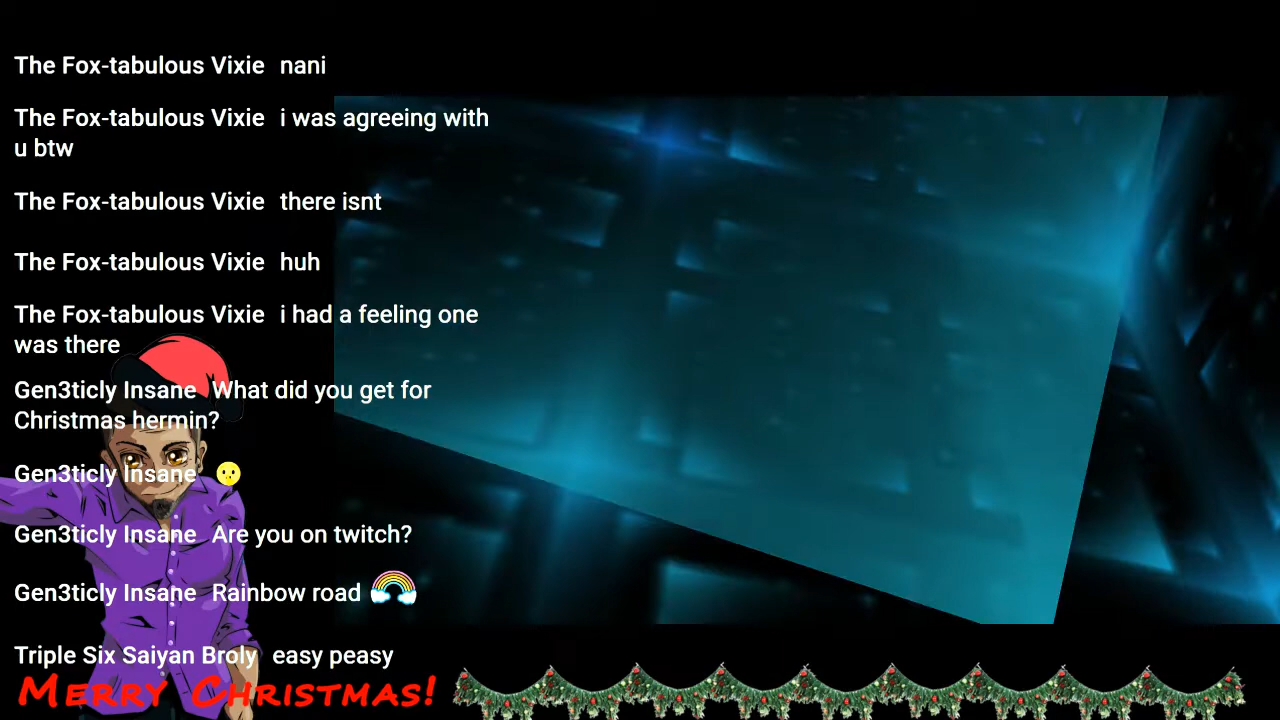 The Fox-tabulous Vixie nani
The Fox-tabulous Vixie i was agreeing with
u btw
The Fox-tabulous Vixie there isnt
The Fox-tabulous Vixie huh
The Fox-tabulous Vixie i had a feeling one
was there
Gen3ticly Insane What did you get for
Christmas hermin?
Gen3ticly Insane 😗
Gen3ticly Insane Are you on twitch?
Gen3ticly Insane Rainbow road 🌈
Triple Six Saiyan Broly easy peasy
Merry Christmas!